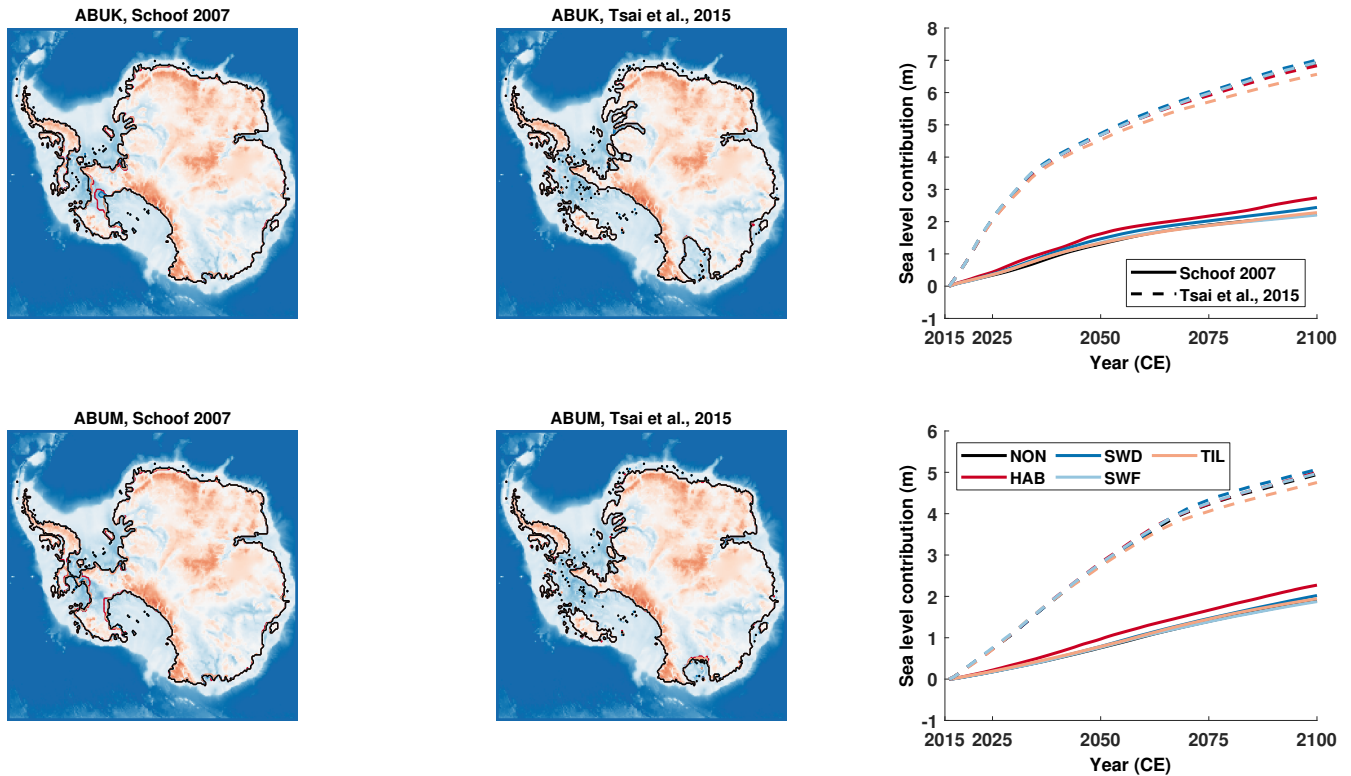 ABUK, Schoof 2007
ABUK, Tsai et al., 2015
Sea level contribution (m)
8
7
6
5
4
3
2
1
0
-1
Schoof 2007
Tsai et al., 2015
2015 2025 2050 2075 2100
Year (CE)
ABUM, Schoof 2007
ABUM, Tsai et al., 2015
Sea level contribution (m)
6
5
4
3
2
1
0
-1
NON SWD TIL
HAB SWF
2015 2025 2050 2075 2100
Year (CE)